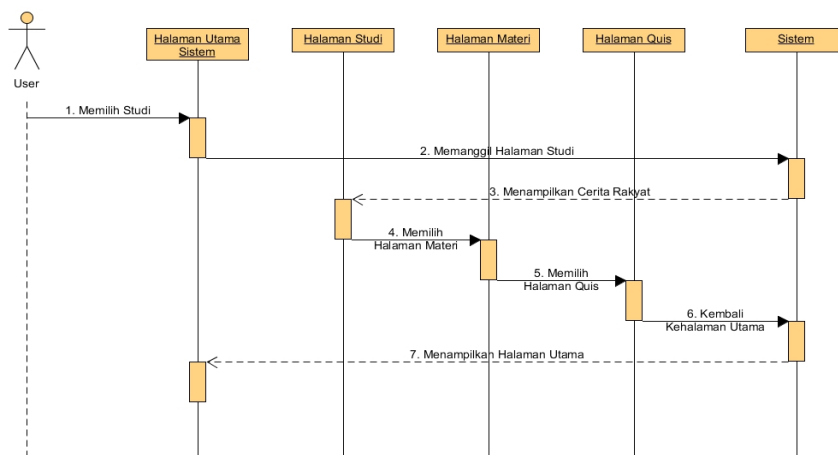 User
Halaman Utama
Sistem
Halaman Studi
Halaman Materi
Halaman Quis
Sistem
1. Memilih Studi
2. Memanggil Halaman Studi
3. Menampilkan Cerita Rakyat
4. Memilih
Halaman Materi
5. Memilih
Halaman Quis
6. Kembali
Kehalaman Utama
7. Menampilkan Halaman Utama